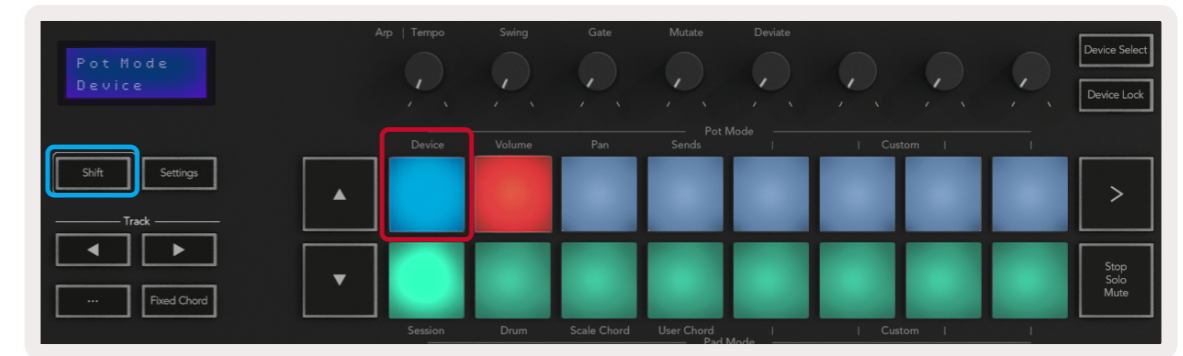 Arp | Tempo Swing Gate Mutate Deviate
Pot Mode
Device
Device Select
Device Lock
Pot Mode
Device Volume Pan Sends | | Custom | |
Shift Settings
>
Track
... Fixed Chord
Stop
Solo
Mute
Session Drum Scale Chord User Chord | | Custom | |
Pad Mode